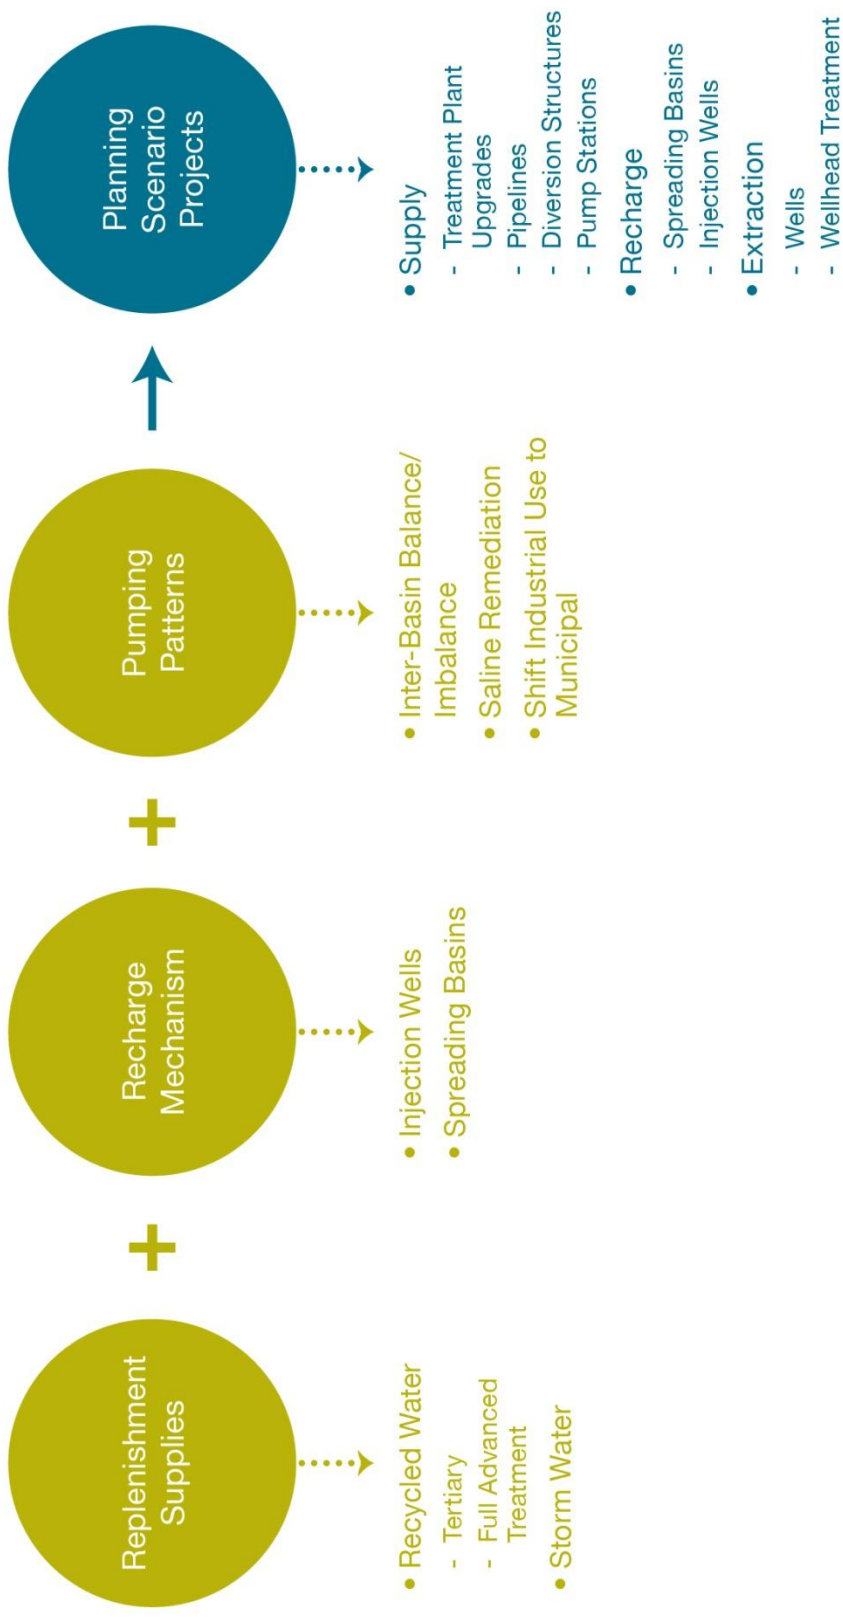 Replenishment
Supplies
• Recycled Water
- Tertiary
- Full Advanced
Treatment
• Storm Water
+
Recharge
Mechanism
• Injection Wells
• Spreading Basins
+
Pumping
Patterns
• Inter-Basin Balance/
Imbalance
• Saline Remediation
• Shift Industrial Use to
Municipal
Planning
Scenario
Projects
• Supply
- Treatment Plant
Upgrades
- Pipelines
- Diversion Structures
- Pump Stations
• Recharge
- Spreading Basins
- Injection Wells
• Extraction
- Wells
- Wellhead Treatment